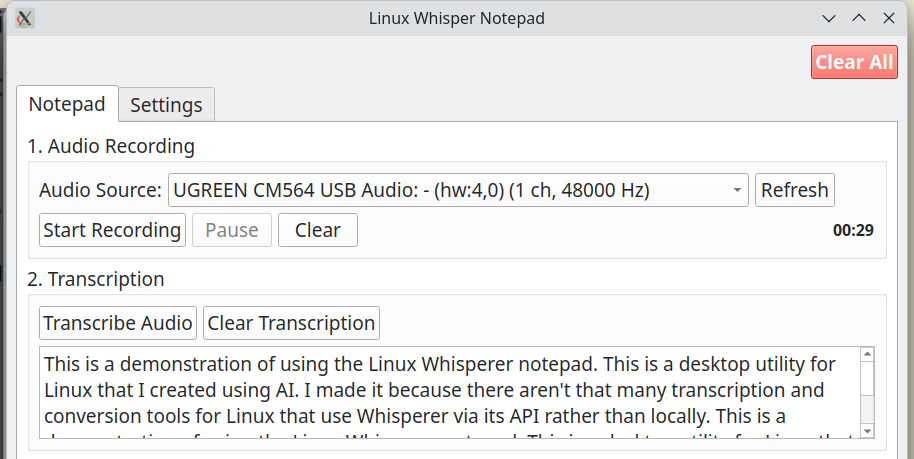 Linux Whisper Notepad
Clear All
Notepad Settings
1. Audio Recording
Audio Source: UGREEN CM564 USB Audio: - (hw:4,0) (1 ch, 48000 Hz) Refresh
Start Recording Pause Clear 00:29
2. Transcription
Transcribe Audio Clear Transcription
This is a demonstration of using the Linux Whisperer notepad. This is a desktop utility for
Linux that I created using AI. I made it because there aren't that many transcription and
conversion tools for Linux that use Whisperer via its API rather than locally. This is a